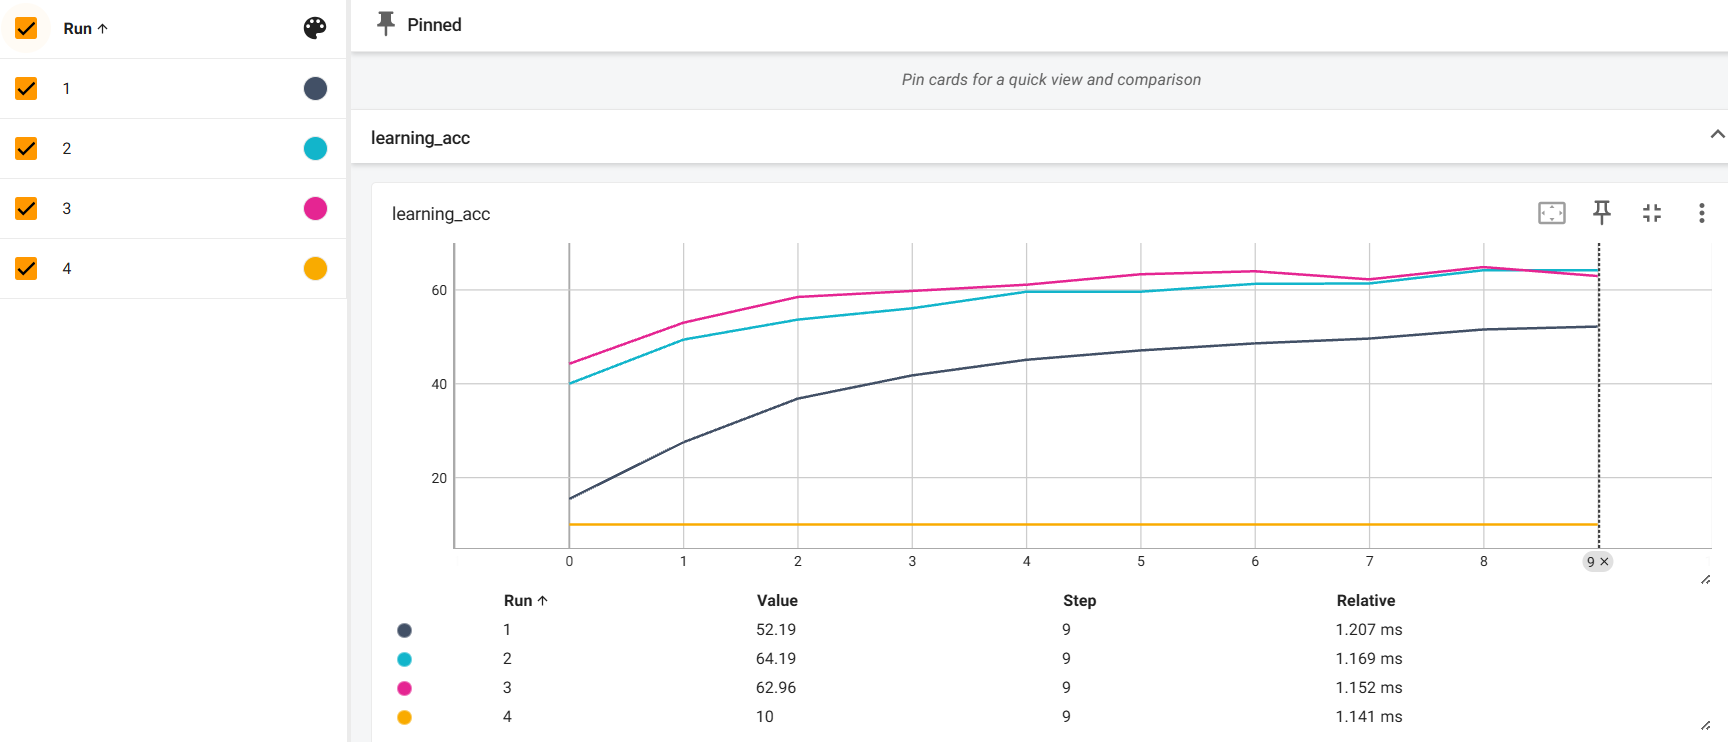 Run ↑
1
2
3
4
Pinned
Pin cards for a quick view and comparison
learning_acc
learning_acc
60
40
20
0 1 2 3 4 5 6 7 8 9 ×
Run ↑ Value Step Relative
1 52.19 9 1.207 ms
2 64.19 9 1.169 ms
3 62.96 9 1.152 ms
4 10 9 1.141 ms